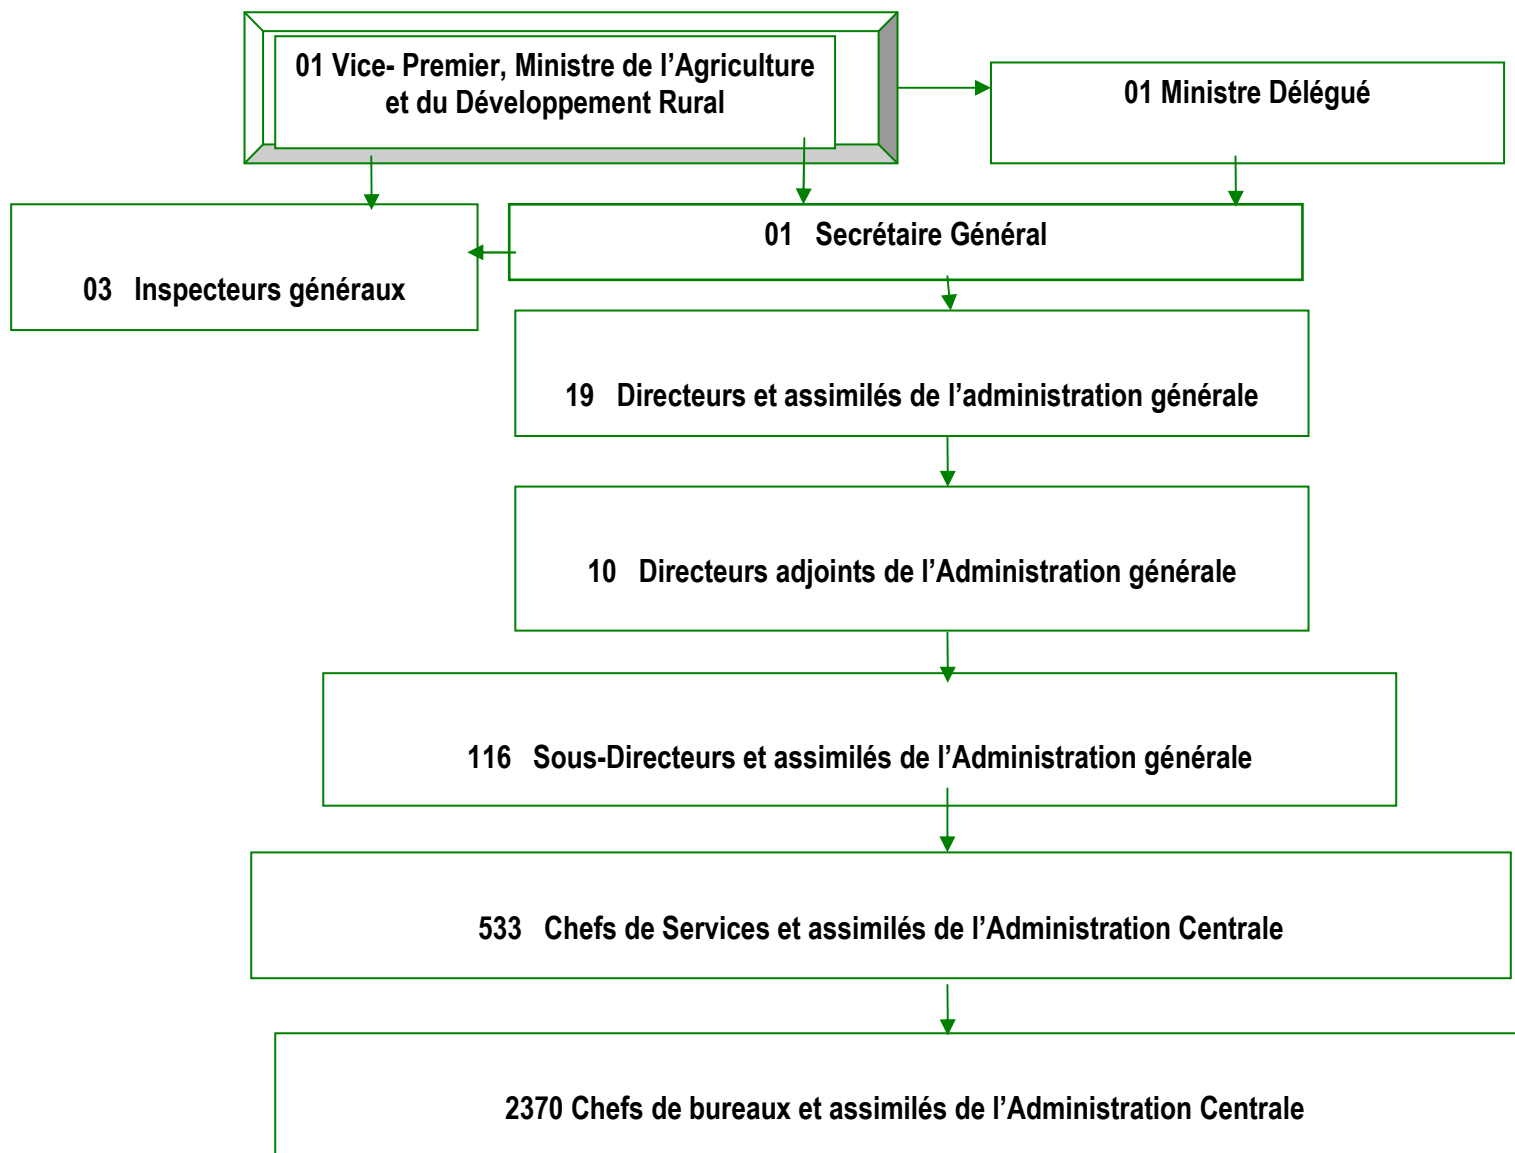 01 Vice- Premier, Ministre de l’Agriculture
et du Développement Rural
01 Ministre Délégué
01 Secrétaire Général
03 Inspecteurs généraux
19 Directeurs et assimilés de l’administration générale
10 Directeurs adjoints de l’Administration générale
116 Sous-Directeurs et assimilés de l’Administration générale
533 Chefs de Services et assimilés de l’Administration Centrale
2370 Chefs de bureaux et assimilés de l’Administration Centrale